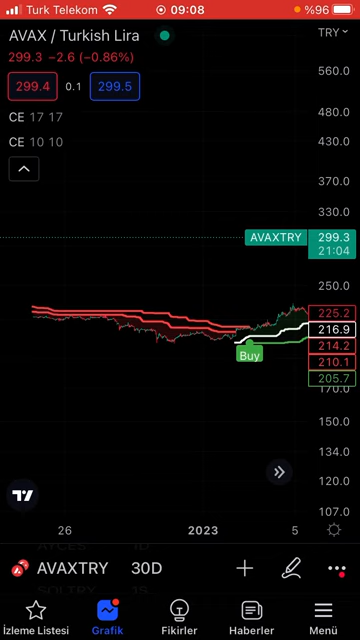 Turk Telekom 09:08 %96
AVAX / Turkish Lira TRY
299.3 −2.6 (−0.86%)
299.4 0.1 299.5
CE 17 17
CE 10 10
560.0
480.0
430.0
370.0
330.0
AVAXTRY 299.3
21:04
250.0
225.2
216.9
214.2
210.1
205.7
170.0
Buy
150.0
134.0
120.0
107.0
26 2023 5
AVAXTRY 30D
İzleme Listesi Grafik Fikirler Haberler Menü